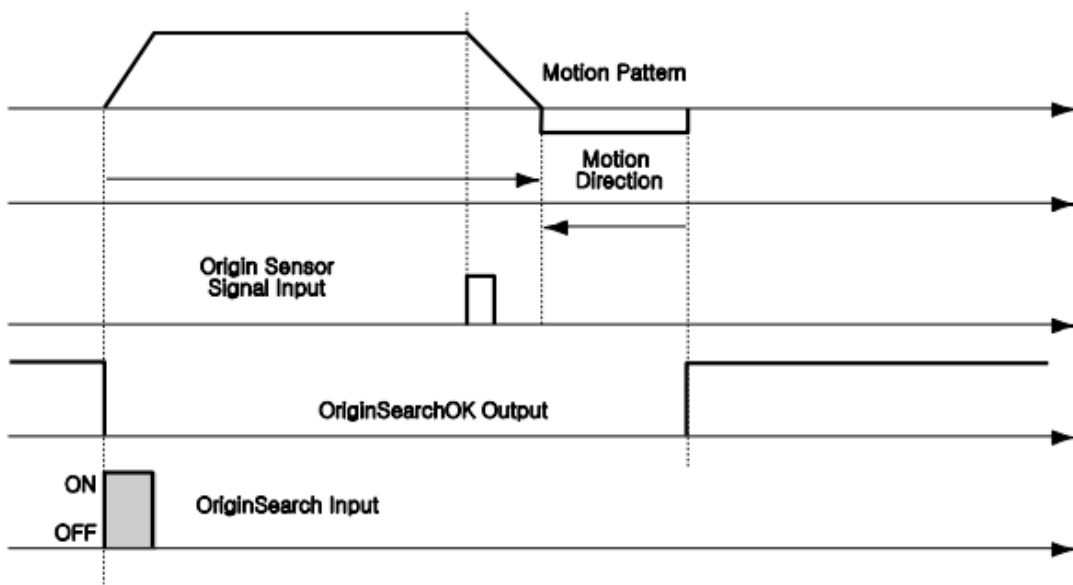 Motion Pattern
Motion
Direction
Origin Sensor
Signal Input
OriginSearchOK Output
ON
OriginSearch Input
OFF